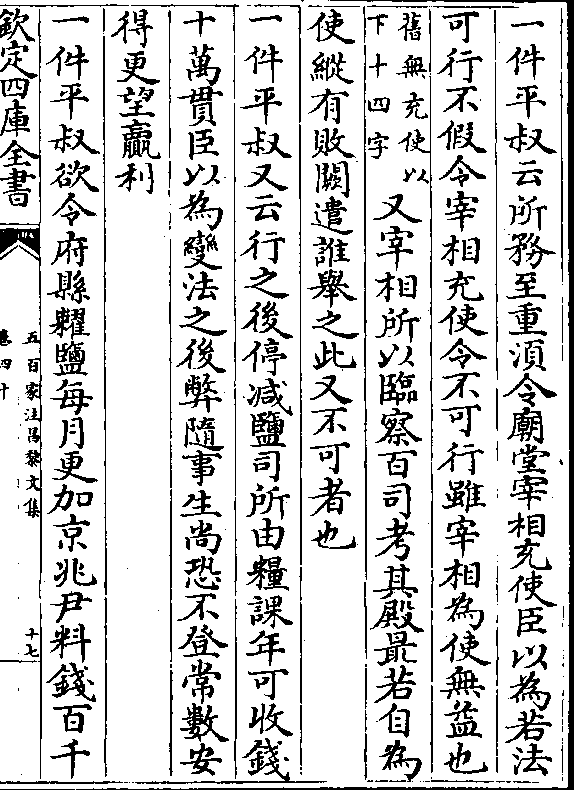 一件平叔云所務至重湏令廟堂宰相充使臣以為若法
可行不假令宰相充使令不可行雖宰相為使無益也
舊無充使以
下十四字
又宰相所以臨察百司考其殿最若自為
使縱有敗闕遣誰舉之此又不可者也
一件平叔又云行之後停減鹽司所由糧課年可收錢
十萬貫臣以為變法之後弊隨事生尚恐不登常數安
得更望贏利
一件平叔欲令府縣糶鹽每月更加京兆尹料錢百千
欽定四庫全書
五百家注昌黎文集
卷四十
十七